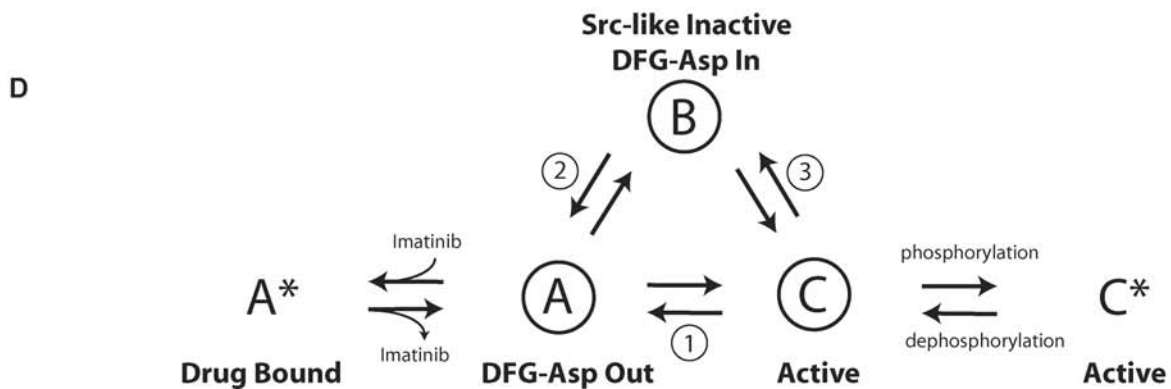 Src-like Inactive
DFG-Asp In
D
B
2
3
Imatinib
phosphorylation
A*
A
C
C*
1
dephosphorylation
Imatinib
Drug Bound
DFG-Asp Out
Active
Active